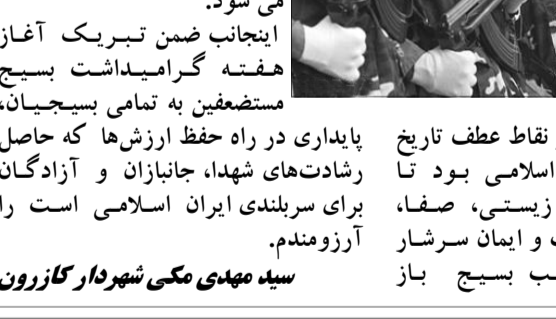 نقاط عطف تاریخ
اسلامی بود تا
زیستی، صفا،
و ایمان سرشار
بسیج باز
می شود.
اینجانب ضمن تبریک آغاز
هفته گرامیداشت بسیج
مستضعفین به تمامی بسیجیان،
پایداری در راه حفظ ارزش‌ها که حاصل
رشادت‌های شهدا، جانبازان و آزادگان
برای سربلندی ایران اسلامی است را
آرزومندم.
سید مهدی مکی شهردار کازرون